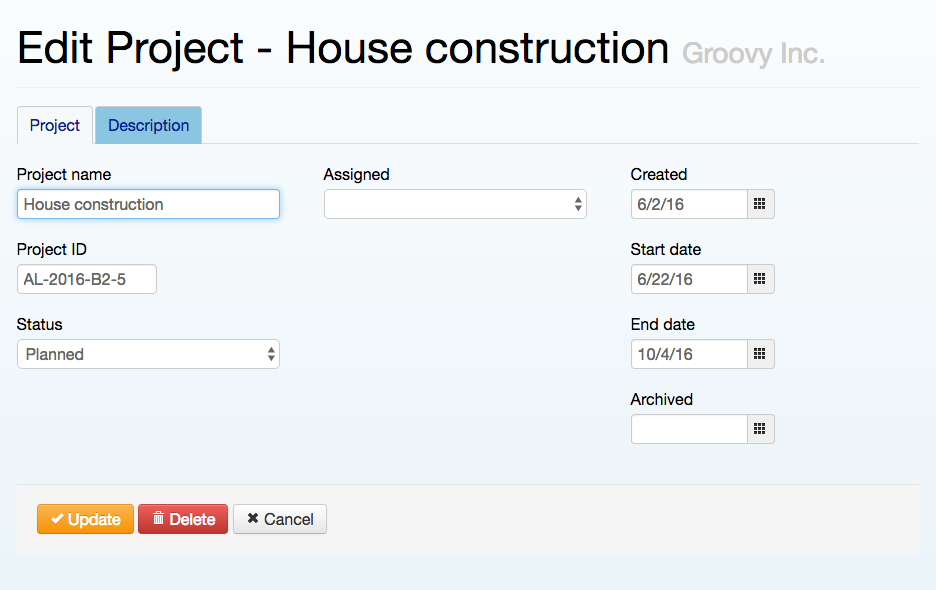 Edit Project - House construction Groovy Inc.
Project Description
Project name
House construction
Project ID
AL-2016-B2-5
Status
Planned
Assigned
Created
6/2/16
Start date
6/22/16
End date
10/4/16
Archived
Update Delete Cancel